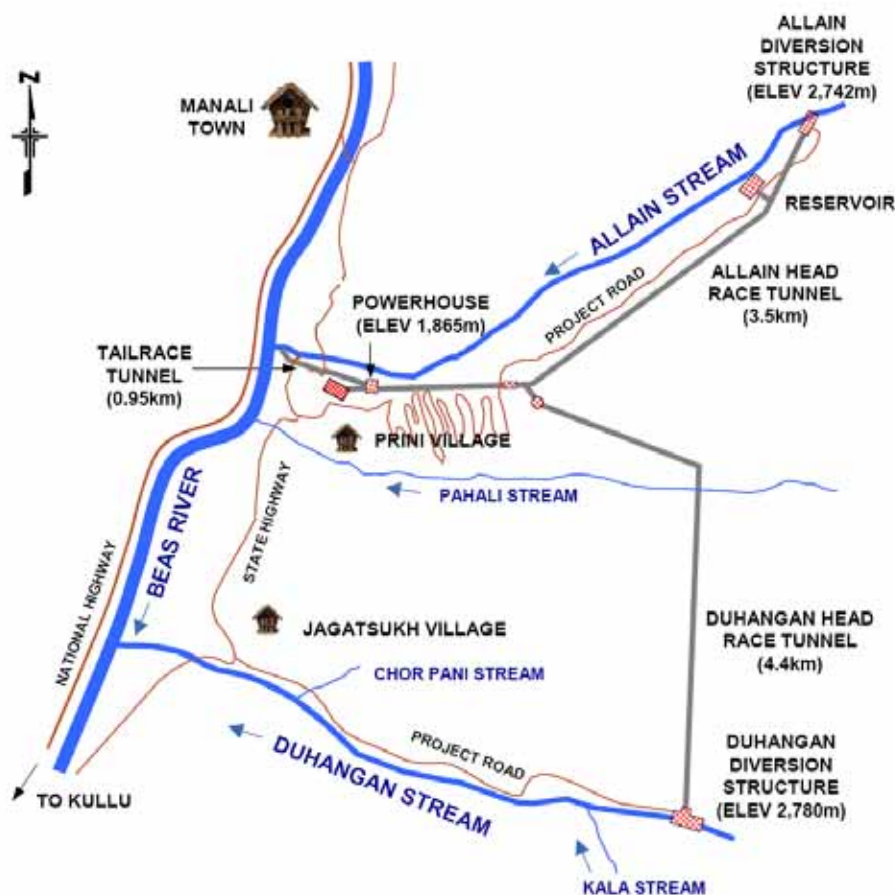 ALLAIN
DIVERSION
STRUCTURE
(ELEV 2,742m)
N
MANALI
TOWN
ALLAIN STREAM
RESERVOIR
PROJECT ROAD
ALLAIN HEAD
RACE TUNNEL
(3.5km)
POWERHOUSE
(ELEV 1,865m)
TAILRACE
TUNNEL
(0.95km)
PRINI VILLAGE
PAHALI STREAM
BEAS RIVER
NATIONAL HIGHWAY
STATE HIGHWAY
JAGATSUKH VILLAGE
DUHANGAN HEAD
RACE TUNNEL
(4.4km)
CHOR PANI STREAM
PROJECT ROAD
DUHANGAN STREAM
DUHANGAN
DIVERSION
STRUCTURE
(ELEV 2,780m)
TO KULLU
KALA STREAM